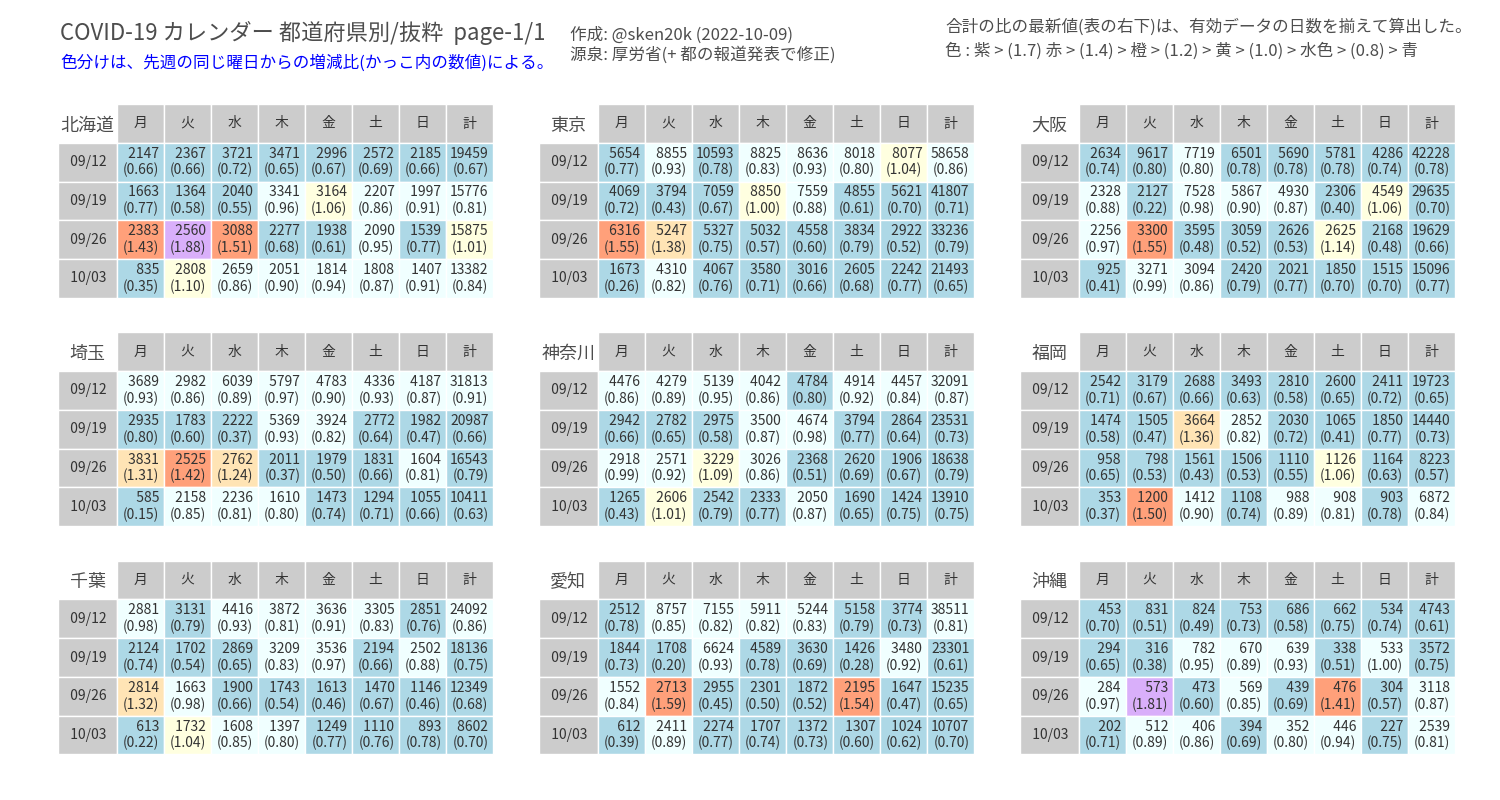 COVID-19 カレンダー 都道府県別/抜粋 page-1/1
色分けは、先週の同じ曜日からの増減比(かっこ内の数値)による。
作成: @sken20k (2022-10-09)
源泉: 厚労省(+ 都の報道発表で修正)
合計の比の最新値(表の右下)は、有効データの日数を揃えて算出した。
色 : 紫 > (1.7) 赤 > (1.4) > 橙 > (1.2) > 黄 > (1.0) > 水色 > (0.8) > 青
北海道 月 火 水 木 金 土 日 計
09/12 2147 2367 3721 3471 2996 2572 2185 19459
(0.66) (0.66) (0.72) (0.65) (0.67) (0.69) (0.66) (0.67)
09/19 1663 1364 2040 3341 3164 2207 1997 15776
(0.77) (0.58) (0.55) (0.96) (1.06) (0.86) (0.91) (0.81)
09/26 2383 2560 3088 2277 1938 2090 1539 15875
(1.43) (1.88) (1.51) (0.68) (0.61) (0.95) (0.77) (1.01)
10/03 835 2808 2659 2051 1814 1808 1407 13382
(0.35) (1.10) (0.86) (0.90) (0.94) (0.87) (0.91) (0.84)
東京 月 火 水 木 金 土 日 計
09/12 5654 8855 10593 8825 8636 8018 8077 58658
(0.77) (0.93) (0.78) (0.83) (0.93) (0.80) (1.04) (0.86)
09/19 4069 3794 7059 8850 7559 4855 5621 41807
(0.72) (0.43) (0.67) (1.00) (0.88) (0.61) (0.70) (0.71)
09/26 6316 5247 5327 5032 4558 3834 2922 33236
(1.55) (1.38) (0.75) (0.57) (0.60) (0.79) (0.52) (0.79)
10/03 1673 4310 4067 3580 3016 2605 2242 21493
(0.26) (0.82) (0.76) (0.71) (0.66) (0.68) (0.77) (0.65)
大阪 月 火 水 木 金 土 日 計
09/12 2634 9617 7719 6501 5690 5781 4286 42228
(0.74) (0.80) (0.80) (0.78) (0.78) (0.78) (0.74) (0.78)
09/19 2328 2127 7528 5867 4930 2306 4549 29635
(0.88) (0.22) (0.98) (0.90) (0.87) (0.40) (1.06) (0.70)
09/26 2256 3300 3595 3059 2626 2625 2168 19629
(0.97) (1.55) (0.48) (0.52) (0.53) (1.14) (0.48) (0.66)
10/03 925 3271 3094 2420 2021 1850 1515 15096
(0.41) (0.99) (0.86) (0.79) (0.77) (0.70) (0.70) (0.77)
埼玉 月 火 水 木 金 土 日 計
09/12 3689 2982 6039 5797 4783 4336 4187 31813
(0.93) (0.86) (0.89) (0.97) (0.90) (0.93) (0.87) (0.91)
09/19 2935 1783 2222 5369 3924 2772 1982 20987
(0.80) (0.60) (0.37) (0.93) (0.82) (0.64) (0.47) (0.66)
09/26 3831 2525 2762 2011 1979 1831 1604 16543
(1.31) (1.42) (1.24) (0.37) (0.50) (0.66) (0.81) (0.79)
10/03 585 2158 2236 1610 1473 1294 1055 10411
(0.15) (0.85) (0.81) (0.80) (0.74) (0.71) (0.66) (0.63)
神奈川 月 火 水 木 金 土 日 計
09/12 4476 4279 5139 4042 4784 4914 4457 32091
(0.86) (0.89) (0.95) (0.86) (0.80) (0.92) (0.84) (0.87)
09/19 2942 2782 2975 3500 4674 3794 2864 23531
(0.66) (0.65) (0.58) (0.87) (0.98) (0.77) (0.64) (0.73)
09/26 2918 2571 3229 3026 2368 2620 1906 18638
(0.99) (0.92) (1.09) (0.86) (0.51) (0.69) (0.67) (0.79)
10/03 1265 2606 2542 2333 2050 1690 1424 13910
(0.43) (1.01) (0.79) (0.77) (0.87) (0.65) (0.75) (0.75)
福岡 月 火 水 木 金 土 日 計
09/12 2542 3179 2688 3493 2810 2600 2411 19723
(0.71) (0.67) (0.66) (0.63) (0.58) (0.65) (0.72) (0.65)
09/19 1474 1505 3664 2852 2030 1065 1850 14440
(0.58) (0.47) (1.36) (0.82) (0.72) (0.41) (0.77) (0.73)
09/26 958 798 1561 1506 1110 1126 1164 8223
(0.65) (0.53) (0.43) (0.53) (0.55) (1.06) (0.63) (0.57)
10/03 353 1200 1412 1108 988 908 903 6872
(0.37) (1.50) (0.90) (0.74) (0.89) (0.81) (0.78) (0.84)
千葉 月 火 水 木 金 土 日 計
09/12 2881 3131 4416 3872 3636 3305 2851 24092
(0.98) (0.79) (0.93) (0.81) (0.91) (0.83) (0.76) (0.86)
09/19 2124 1702 2869 3209 3536 2194 2502 18136
(0.74) (0.54) (0.65) (0.83) (0.97) (0.66) (0.88) (0.75)
09/26 2814 1663 1900 1743 1613 1470 1146 12349
(1.32) (0.98) (0.66) (0.54) (0.46) (0.67) (0.46) (0.68)
10/03 613 1732 1608 1397 1249 1110 893 8602
(0.22) (1.04) (0.85) (0.80) (0.77) (0.76) (0.78) (0.70)
愛知 月 火 水 木 金 土 日 計
09/12 2512 8757 7155 5911 5244 5158 3774 38511
(0.78) (0.85) (0.82) (0.82) (0.83) (0.79) (0.73) (0.81)
09/19 1844 1708 6624 4589 3630 1426 3480 23301
(0.73) (0.20) (0.93) (0.78) (0.69) (0.28) (0.92) (0.61)
09/26 1552 2713 2955 2301 1872 2195 1647 15235
(0.84) (1.59) (0.45) (0.50) (0.52) (1.54) (0.47) (0.65)
10/03 612 2411 2274 1707 1372 1307 1024 10707
(0.39) (0.89) (0.77) (0.74) (0.73) (0.60) (0.62) (0.70)
沖縄 月 火 水 木 金 土 日 計
09/12 453 831 824 753 686 662 534 4743
(0.70) (0.51) (0.49) (0.73) (0.58) (0.75) (0.74) (0.61)
09/19 294 316 782 670 639 338 533 3572
(0.65) (0.38) (0.95) (0.89) (0.93) (0.51) (1.00) (0.75)
09/26 284 573 473 569 439 476 304 3118
(0.97) (1.81) (0.60) (0.85) (0.69) (1.41) (0.57) (0.87)
10/03 202 512 406 394 352 446 227 2539
(0.71) (0.89) (0.86) (0.69) (0.80) (0.94) (0.75) (0.81)